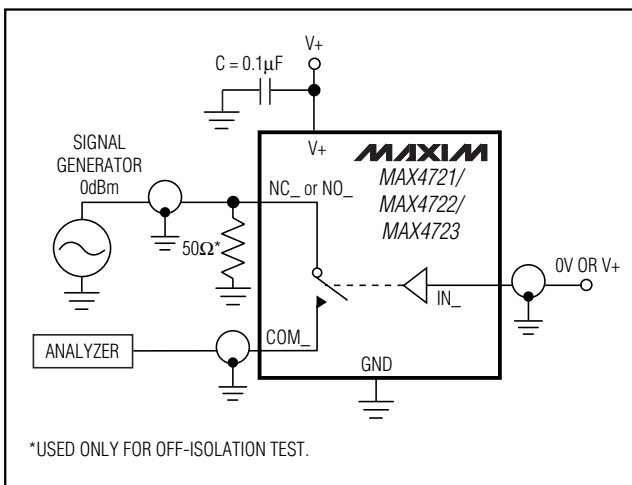 V+
C = 0.1µF
V+
MAXIM
MAX4721/
MAX4722/
MAX4723
SIGNAL
GENERATOR
0dBm
NC_ or NO_
50Ω*
0V OR V+
IN_
COM_
ANALYZER
GND
*USED ONLY FOR OFF-ISOLATION TEST.